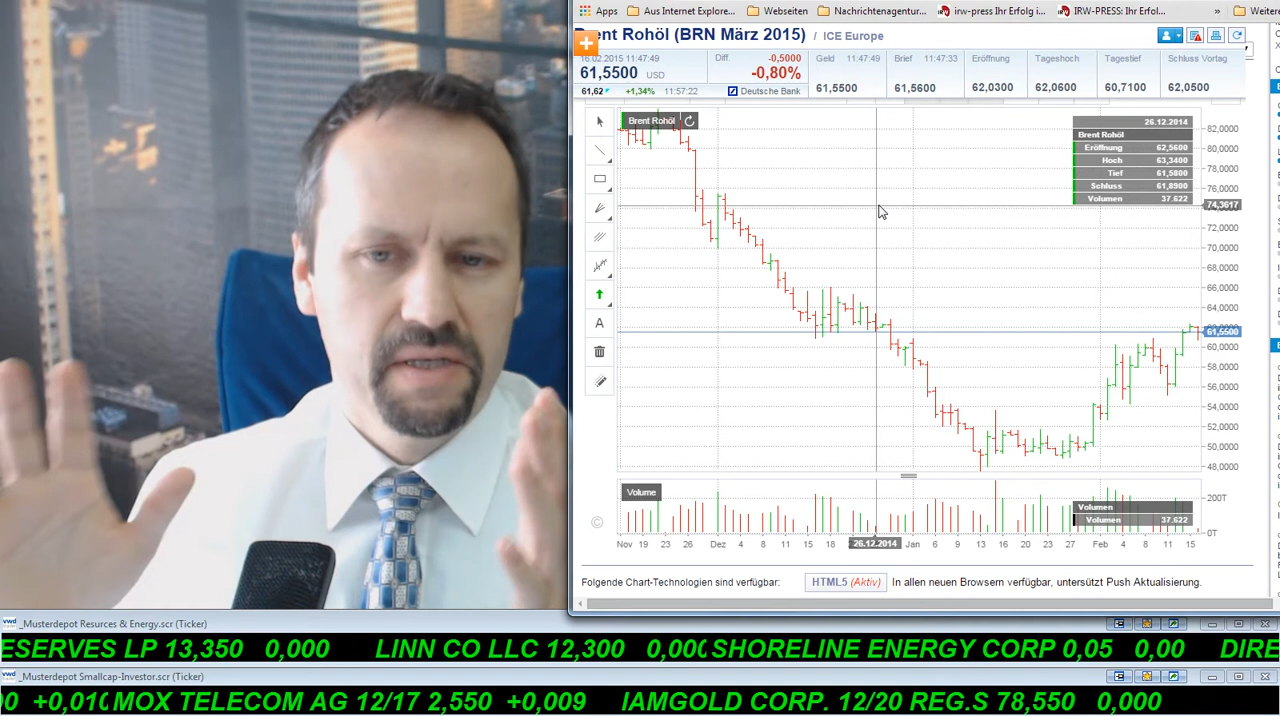 Apps Aus Internet Explore... Webseiten Nachrichtenagentur... irw-press Ihr Erfolg i... IRW-PRESS: Ihr Erfol... » Weitere
Brent Rohöl (BRN März 2015) / ICE Europe
16.02.2015 11:47:49 Diff. -0,5000 Geld 11:47:49 Brief 11:47:33 Eröffnung Tageshoch Tagestief Schluss Vortag
61,5500 USD -0,80% 61,5500 61,5600 62,0300 62,0600 60,7100 62,0500
61,62 +1,34% 11:57:22 Deutsche Bank
Brent Rohöl
26.12.2014
Brent Rohöl
Eröffnung 62,5600
Hoch 63,3400
Tief 61,5800
Schluss 61,8900
Volumen 37.622
82,0000
80,0000
78,0000
76,0000
74,3617
72,0000
70,0000
68,0000
66,0000
64,0000
61,5500
60,0000
58,0000
56,0000
54,0000
52,0000
50,0000
48,0000
A
Volume
Volumen
Volumen 37.622
200T
0T
©
Nov 19 23 26 Dez 4 8 11 15 18 26.12.2014 Jan 6 9 13 16 20 23 27 Feb 4 8 11 15
Folgende Chart-Technologien sind verfügbar: HTML5 (Aktiv) In allen neuen Browsern verfügbar, unterstützt Push Aktualisierung.
vwd _Musterdepot Resurces & Energy.scr (Ticker)
ESERVES LP 13,350 0,000 LINN CO LLC 12,300 0,000 SHORELINE ENERGY CORP 0,05 0,00 DIRE
vwd _Musterdepot Smallcap-Investor.scr (Ticker)
00 +0,010 MOX TELECOM AG 12/17 2,550 +0,009 IAMGOLD CORP. 12/20 REG.S 78,550 0,000